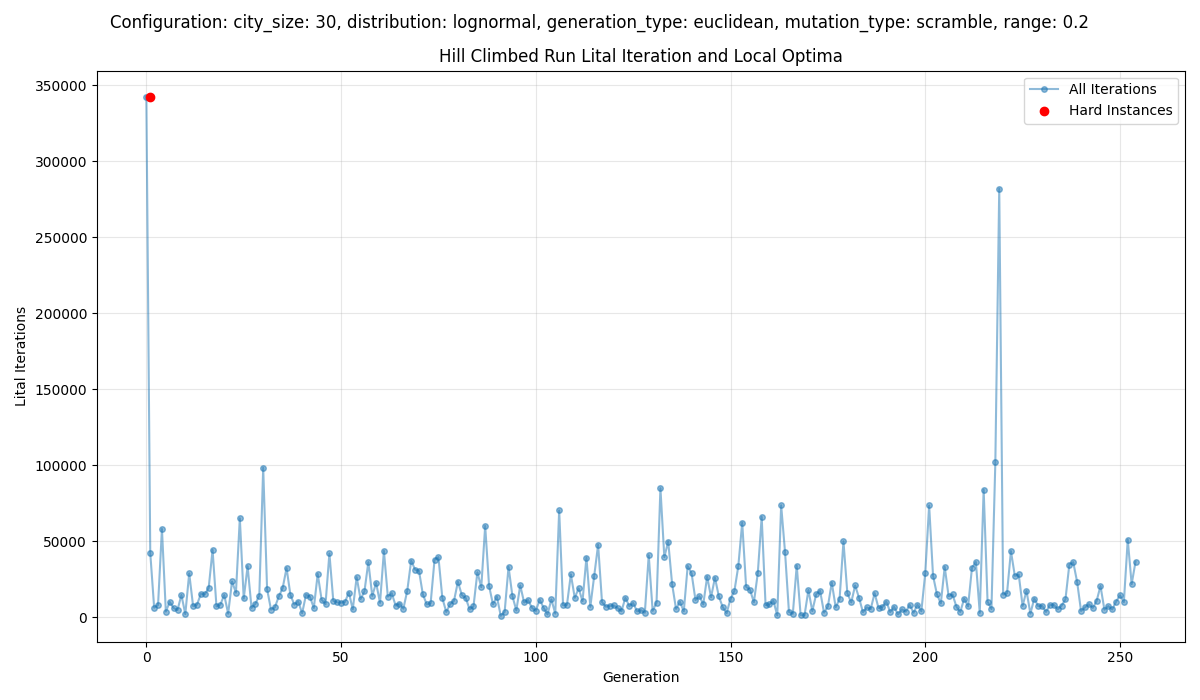 Configuration: city_size: 30, distribution: lognormal, generation_type: euclidean, mutation_type: scramble, range: 0.2
Hill Climbed Run Lital Iteration and Local Optima
All Iterations
Hard Instances
350000
300000
250000
200000
150000
100000
50000
0
Lital Iterations
0 50 100 150 200 250
Generation